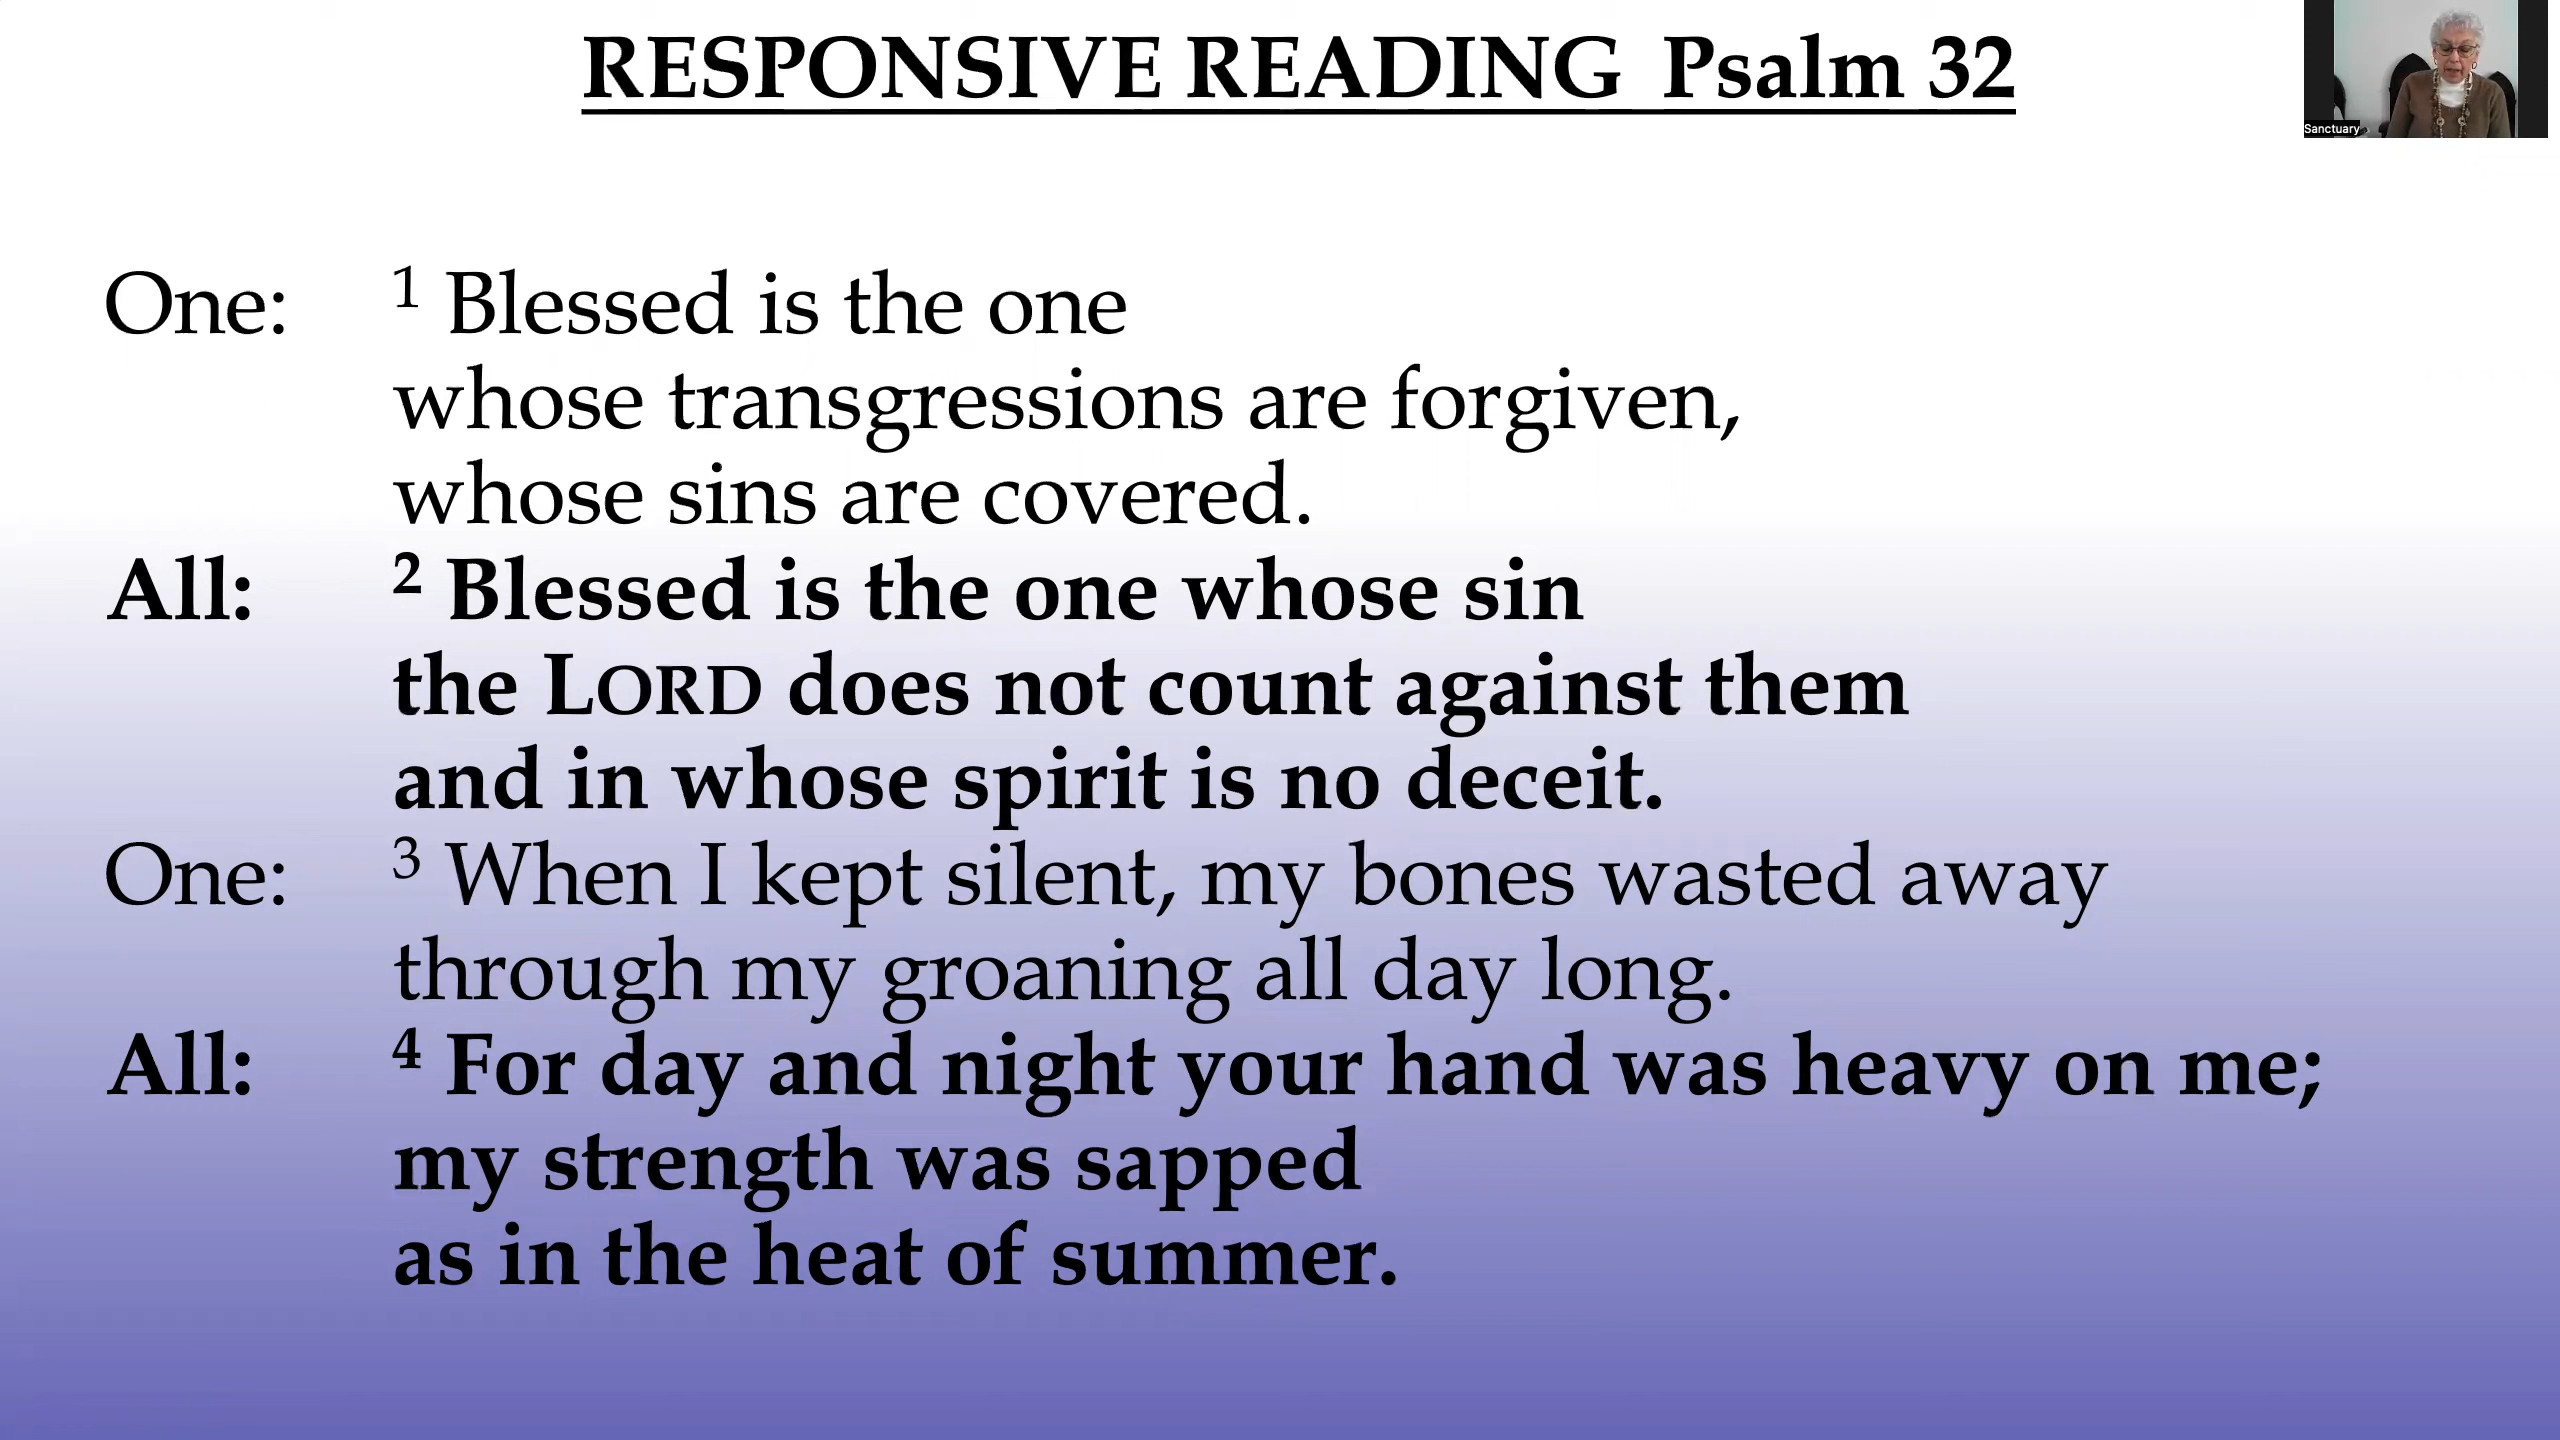 RESPONSIVE READING Psalm 32
Sanctuary
One: 1 Blessed is the one
whose transgressions are forgiven,
whose sins are covered.
All: 2 Blessed is the one whose sin
the LORD does not count against them
and in whose spirit is no deceit.
One: 3 When I kept silent, my bones wasted away
through my groaning all day long.
All: 4 For day and night your hand was heavy on me;
my strength was sapped
as in the heat of summer.